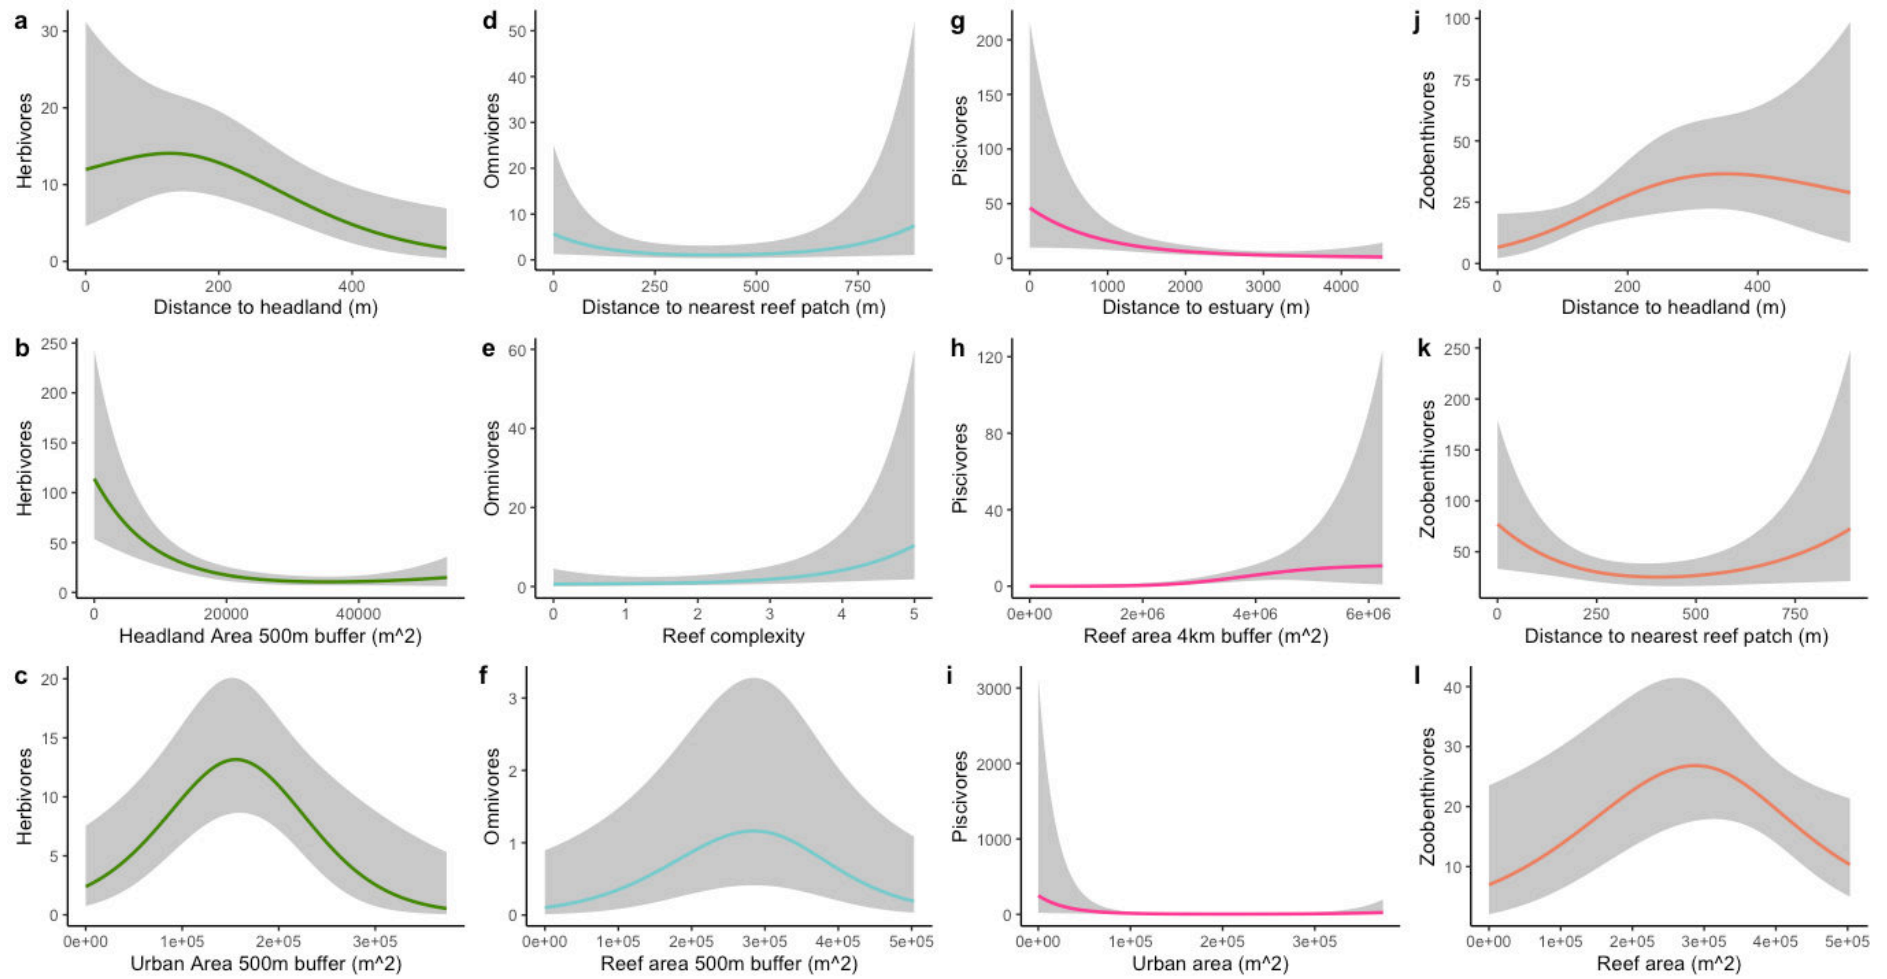 a
30
20
10
0
Herbivores
0 200 400
Distance to headland (m)
d
50
40
30
20
10
0
Omnviores
0 250 500 750
Distance to nearest reef patch (m)
g
200
150
100
50
0
Piscivores
0 1000 2000 3000 4000
Distance to estuary (m)
j
100
75
50
25
0
Zoobenthivores
0 200 400
Distance to headland (m)
b
250
200
150
100
50
0
Herbivores
0 20000 40000
Headland Area 500m buffer (m^2)
e
60
40
20
0
Omnivores
0 1 2 3 4 5
Reef complexity
h
120
80
40
0
Piscivores
0e+00 2e+06 4e+06 6e+06
Reef area 4km buffer (m^2)
k
250
200
150
100
50
Zoobenthivores
0 250 500 750
Distance to nearest reef patch (m)
c
20
15
10
5
0
Herbivores
0e+00 1e+05 2e+05 3e+05
Urban Area 500m buffer (m^2)
f
3
2
1
0
Omnivores
0e+00 1e+05 2e+05 3e+05 4e+05 5e+05
Reef area 500m buffer (m^2)
i
3000
2000
1000
0
Piscivores
0e+00 1e+05 2e+05 3e+05
Urban area (m^2)
l
40
30
20
10
Zoobenthivores
0e+00 1e+05 2e+05 3e+05 4e+05 5e+05
Reef area (m^2)